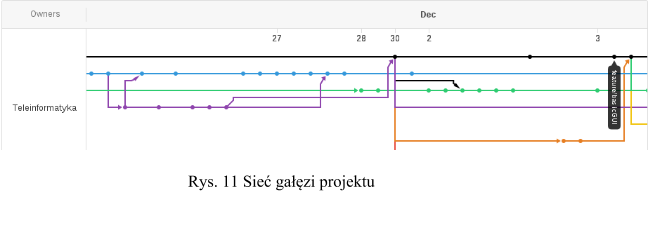 Owners
Dec
27
28
30
2
3
Teleinformatyka
Rys. 11 Sieć gałęzi projektu